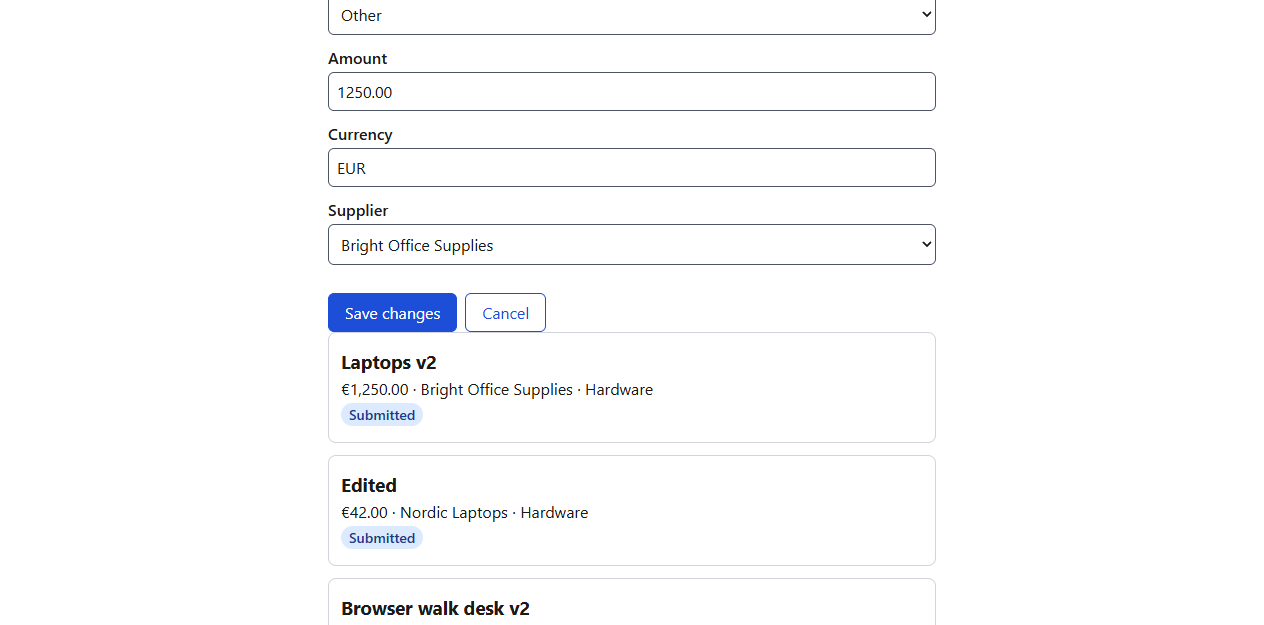 Other
Amount
1250.00
Currency
EUR
Supplier
Bright Office Supplies
Save changes Cancel
Laptops v2
€1,250.00 · Bright Office Supplies · Hardware
Submitted
Edited
€42.00 · Nordic Laptops · Hardware
Submitted
Browser walk desk v2